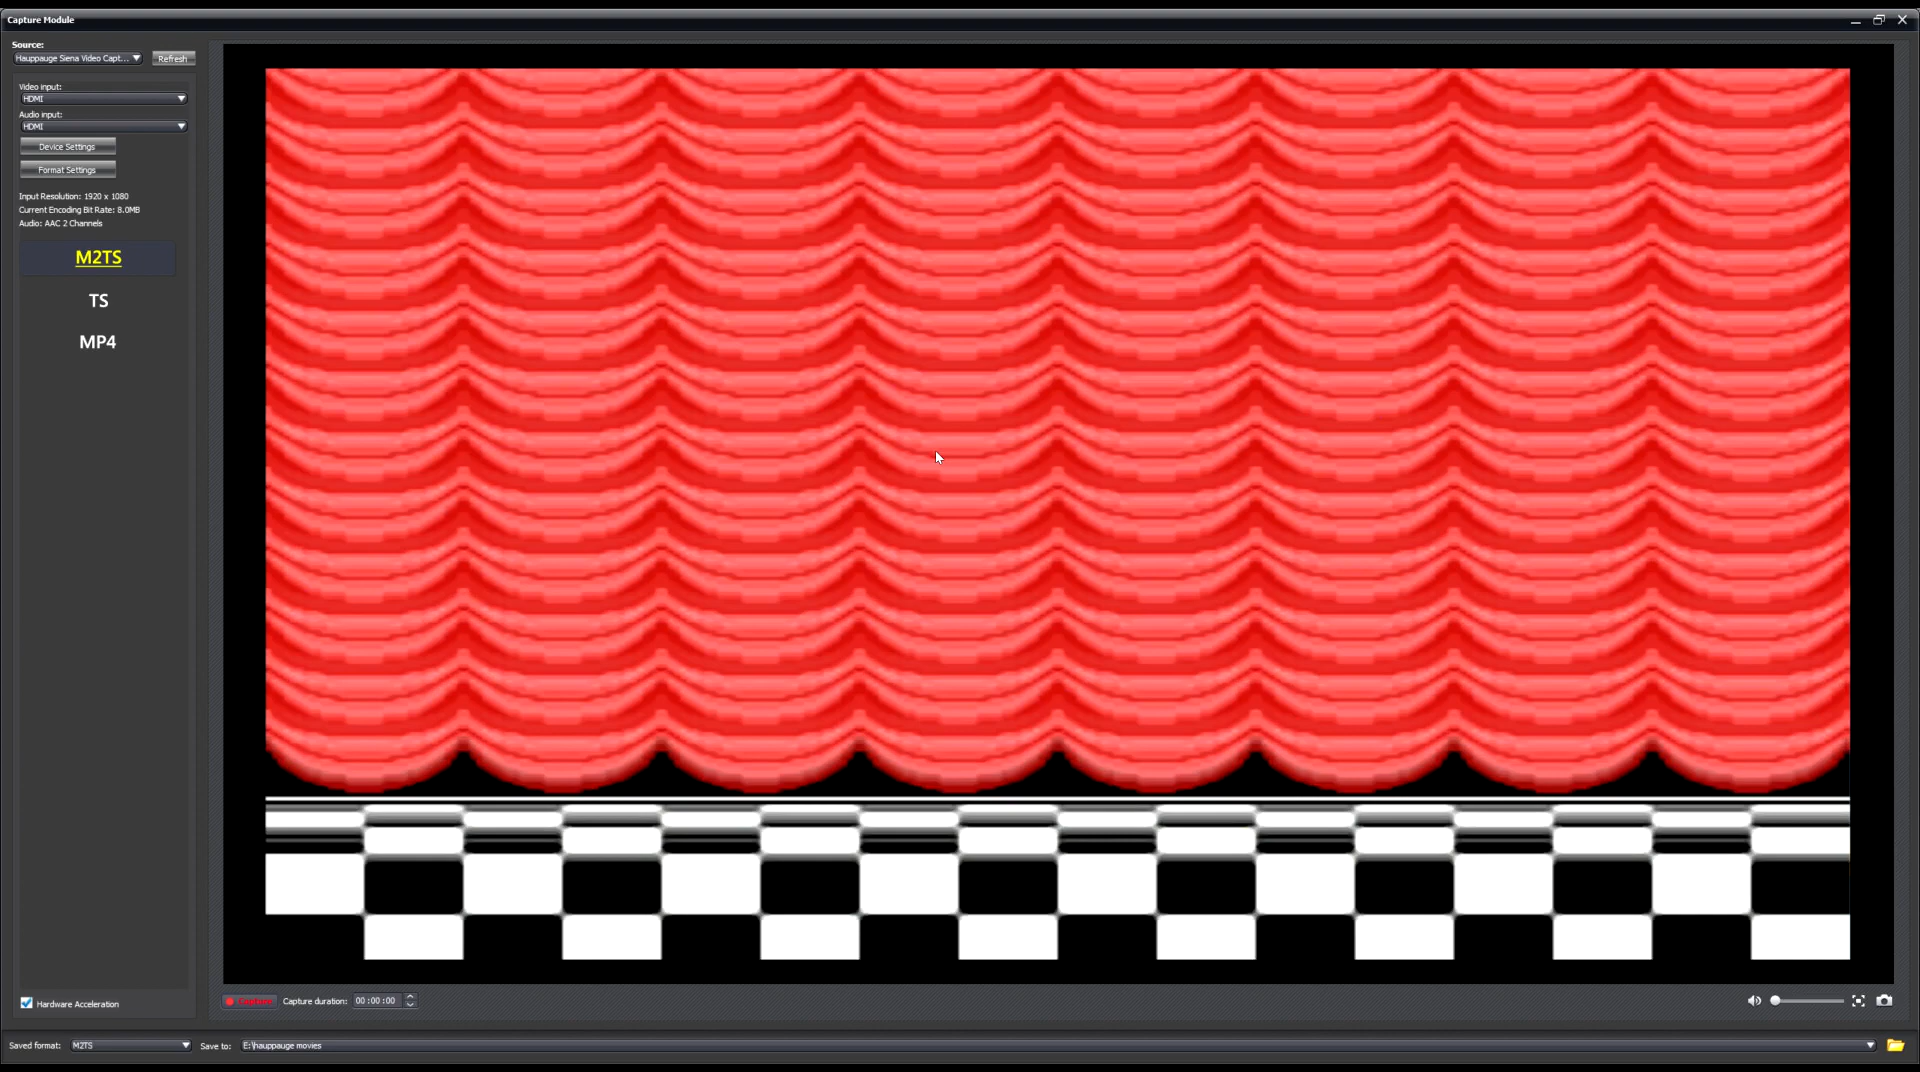 Capture Module
Source:
Hauppauge Siena Video Capt...
Refresh
Video input:
HDMI
Audio input:
HDMI
Device Settings
Format Settings
Input Resolution: 1920 x 1080
Current Encoding Bit Rate: 8.0MB
Audio: AAC 2 Channels
M2TS
TS
MP4
Hardware Acceleration
Capture
Capture duration:
00:00:00
Saved format:
M2TS
Save to:
E:\hauppauge movies